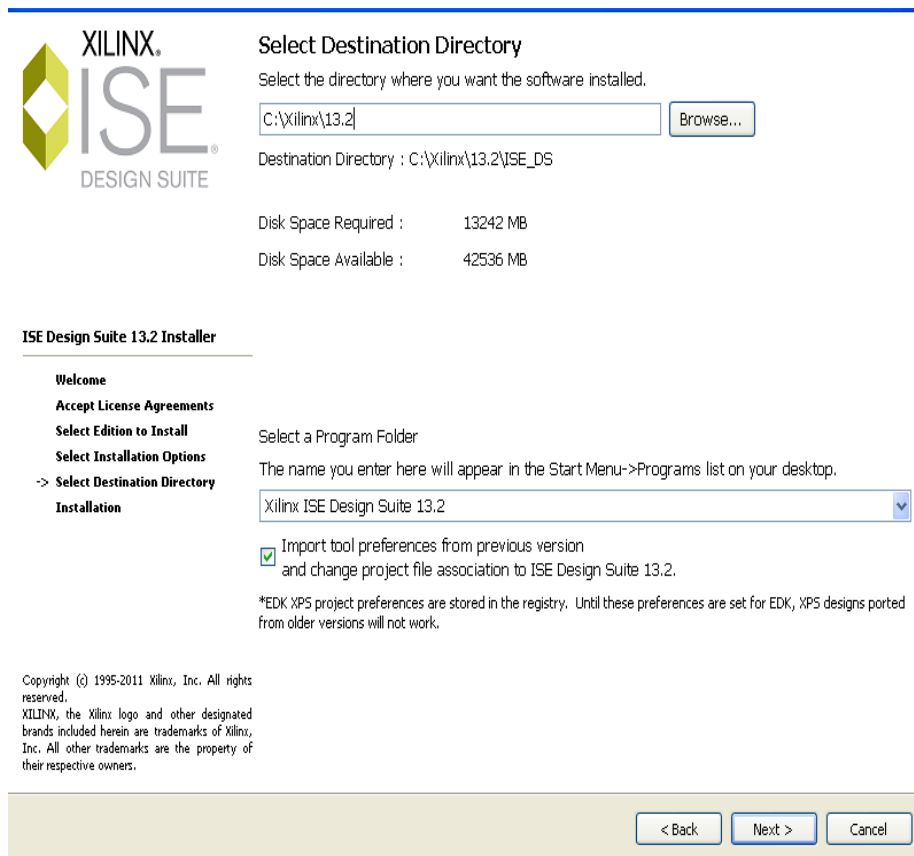 XILINX®
ISE®
DESIGN SUITE
Select Destination Directory
Select the directory where you want the software installed.
C:\Xilinx\13.2
Browse...
Destination Directory : C:\Xilinx\13.2\ISE_DS
Disk Space Required : 13242 MB
Disk Space Available : 42536 MB
ISE Design Suite 13.2 Installer
Welcome
Accept License Agreements
Select Edition to Install
Select Installation Options
-> Select Destination Directory
Installation
Select a Program Folder
The name you enter here will appear in the Start Menu->Programs list on your desktop.
Xilinx ISE Design Suite 13.2
Import tool preferences from previous version
and change project file association to ISE Design Suite 13.2.
*EDK XPS project preferences are stored in the registry. Until these preferences are set for EDK, XPS designs ported
from older versions will not work.
Copyright (c) 1995-2011 Xilinx, Inc. All rights
reserved.
XILINX, the Xilinx logo and other designated
brands included herein are trademarks of Xilinx,
Inc. All other trademarks are the property of
their respective owners.
< Back
Next >
Cancel